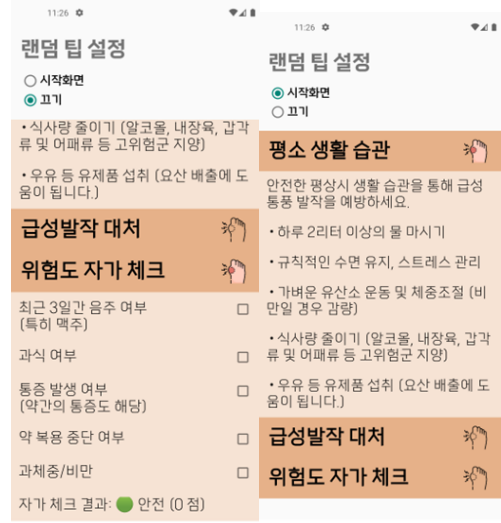 11:26
랜덤 팁 설정
시작화면
끄기
• 식사량 줄이기 (알코올, 내장육, 갑각
류 및 어패류 등 고위험군 지양)
• 우유 등 유제품 섭취 (요산 배출에 도
움이 됩니다.)
급성발작 대처
위험도 자가 체크
최근 3일간 음주 여부
(특히 맥주)
과식 여부
통증 발생 여부
(약간의 통증도 해당)
약 복용 중단 여부
과체중/비만
자가 체크 결과: 안전 (0 점)
11:26
랜덤 팁 설정
시작화면
끄기
평소 생활 습관
안전한 평상시 생활 습관을 통해 급성
통풍 발작을 예방하세요.
• 하루 2리터 이상의 물 마시기
• 규칙적인 수면 유지, 스트레스 관리
• 가벼운 유산소 운동 및 체중조절 (비
만일 경우 감량)
• 식사량 줄이기 (알코올, 내장육, 갑각
류 및 어패류 등 고위험군 지양)
• 우유 등 유제품 섭취 (요산 배출에 도
움이 됩니다.)
급성발작 대처
위험도 자가 체크